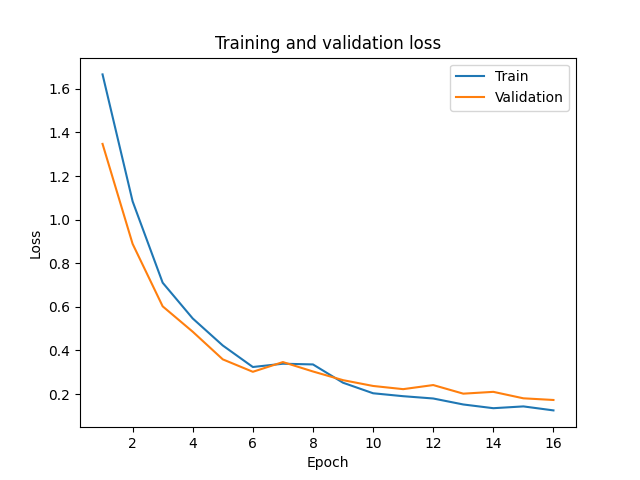 Training and validation loss
Train
Validation
1.6
1.4
1.2
1.0
0.8
0.6
0.4
0.2
Loss
2 4 6 8 10 12 14 16
Epoch